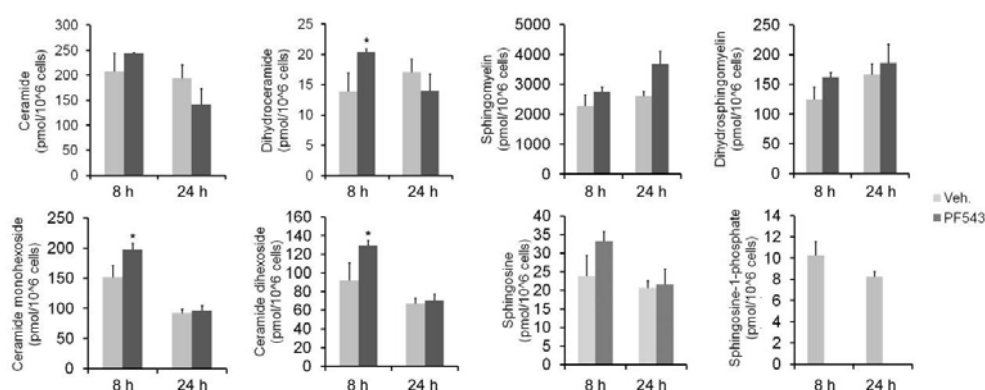 Ceramide
(pmol/10^6 cells)
300
250
200
150
100
50
0
8 h
24 h
Dihydroceramide
(pmol/10^6 cells)
25
20
15
10
5
0
*
8 h
24 h
Sphingomyelin
(pmol/10^6 cells)
5000
4000
3000
2000
1000
0
8 h
24 h
Dihydrosphingomyelin
(pmol/10^6 cells)
250
200
150
100
50
0
8 h
24 h
Ceramide monohexoside
(pmol/10^6 cells)
250
200
150
100
50
0
*
8 h
24 h
Ceramide dihexoside
(pmol/10^6 cells)
160
140
120
100
80
60
40
20
0
*
8 h
24 h
Sphingosine
(pmol/10^6 cells)
40
35
30
25
20
15
10
5
0
8 h
24 h
Sphingosine-1-phosphate
(pmol/10^6 cells)
14
12
10
8
6
4
2
0
8 h
24 h
Veh.
PF543